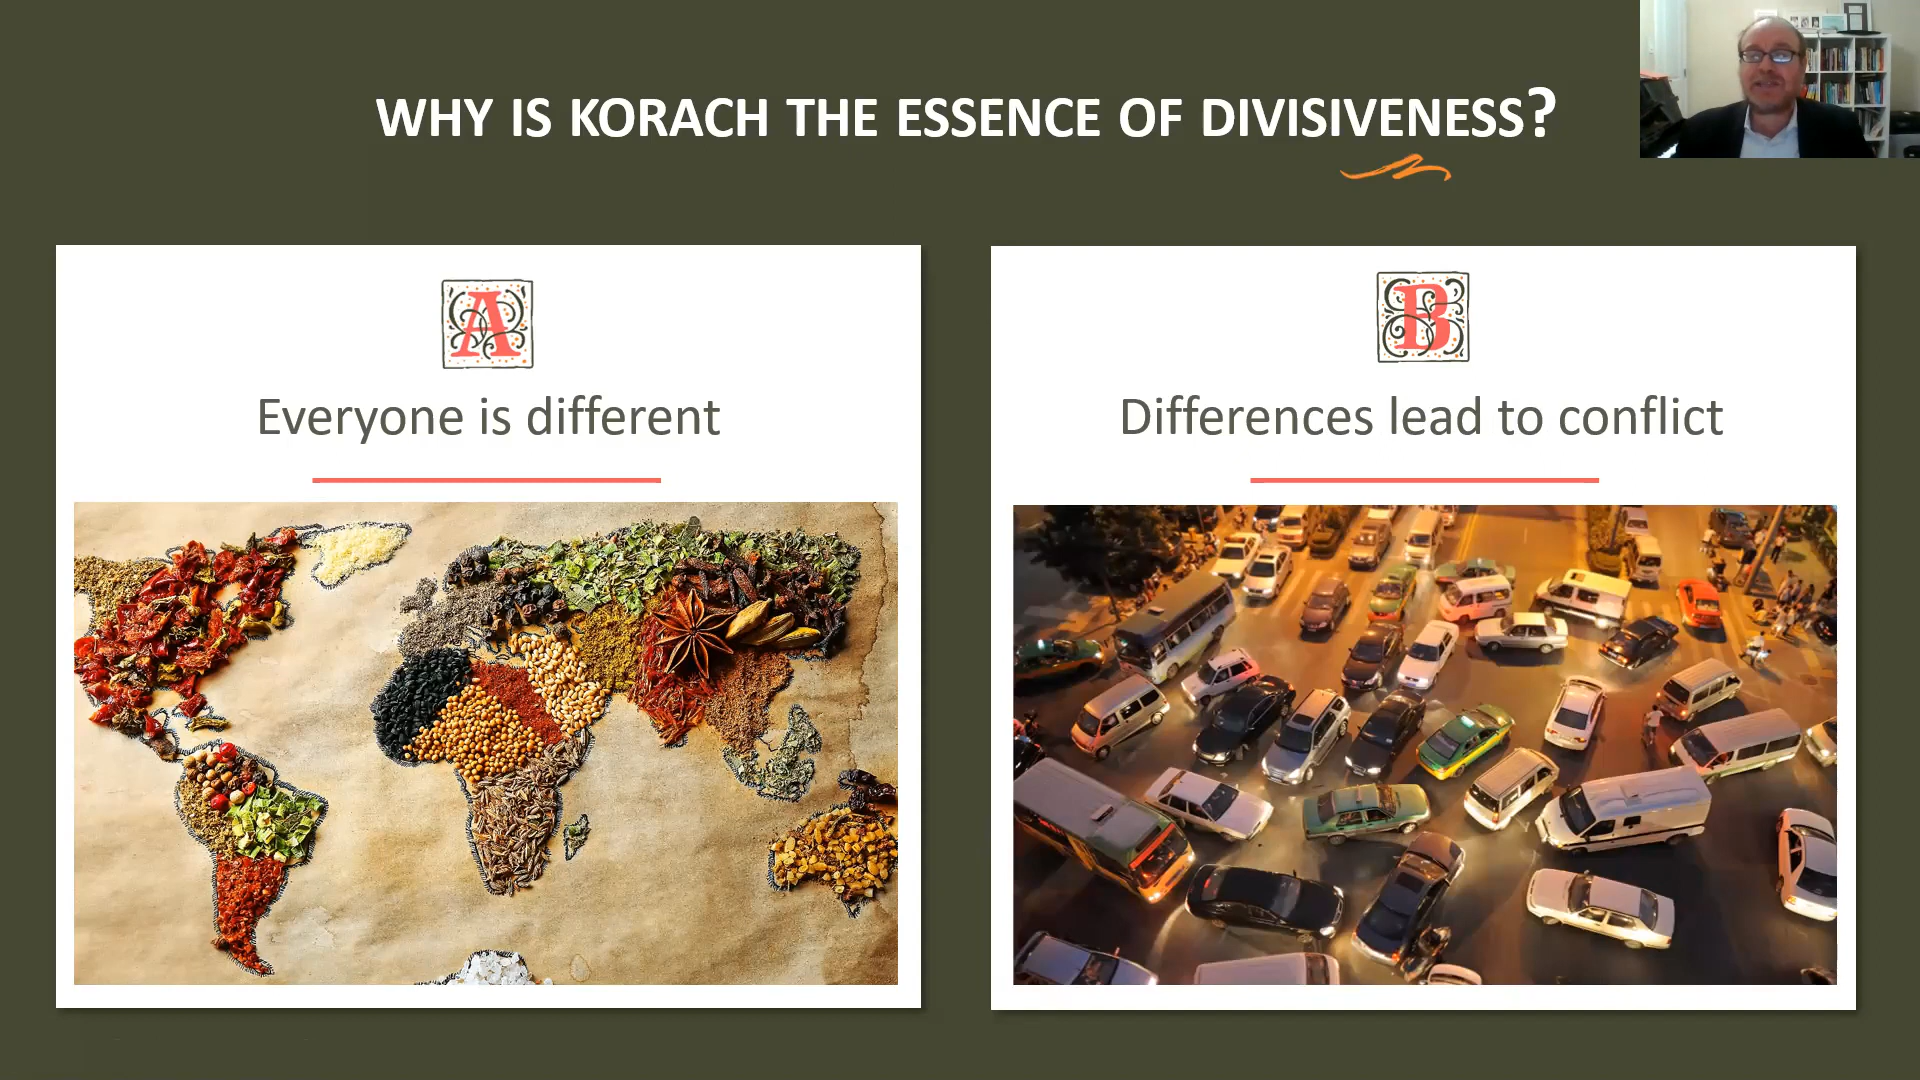 WHY IS KORACH THE ESSENCE OF DIVISIVENESS?
A
Everyone is different
B
Differences lead to conflict